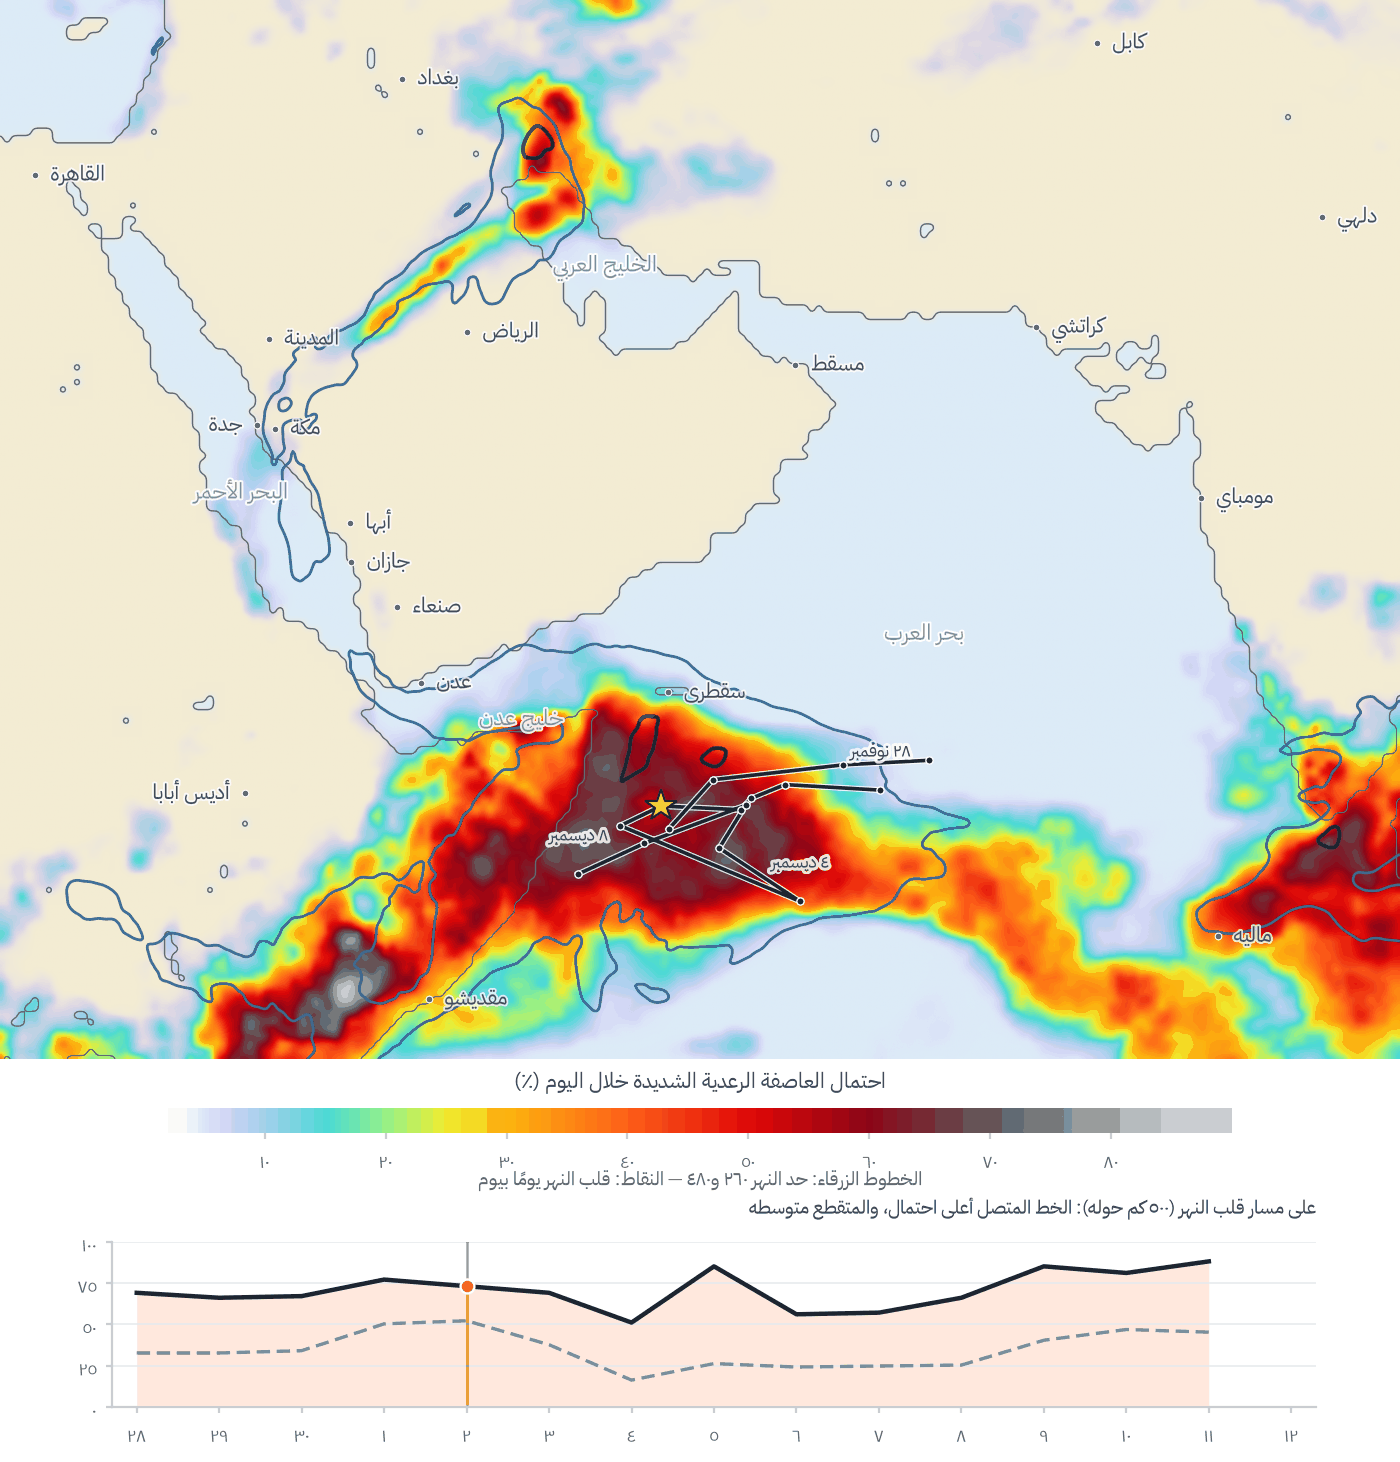 كابل
بغداد
القاهرة
دلهي
الخليج العربي
كراتشي
الرياض
المدينة
مسقط
جدة
مكة
البحر الأحمر
مومباي
أبها
جازان
صنعاء
بحر العرب
عدن
سقطرى
خليج عدن
٢٨ نوفمبر
أديس أبابا
٨ ديسمبر
٤ ديسمبر
ماليه
مقديشو
احتمال العاصفة الرعدية الشديدة خلال اليوم (٪)
١٠ ٢٠ ٣٠ ٤٠ ٥٠ ٦٠ ٧٠ ٨٠
الخطوط الزرقاء: حد النهر ٢٦٠ و٤٨٠ — النقاط: قلب النهر يومًا بيوم
على مسار قلب النهر (٥٠٠ كم حوله): الخط المتصل أعلى احتمال، والمتقطع متوسطه
١٠٠
٧٥
٥٠
٢٥
٠
٢٨ ٢٩ ٣٠ ١ ٢ ٣ ٤ ٥ ٦ ٧ ٨ ٩ ١٠ ١١ ١٢